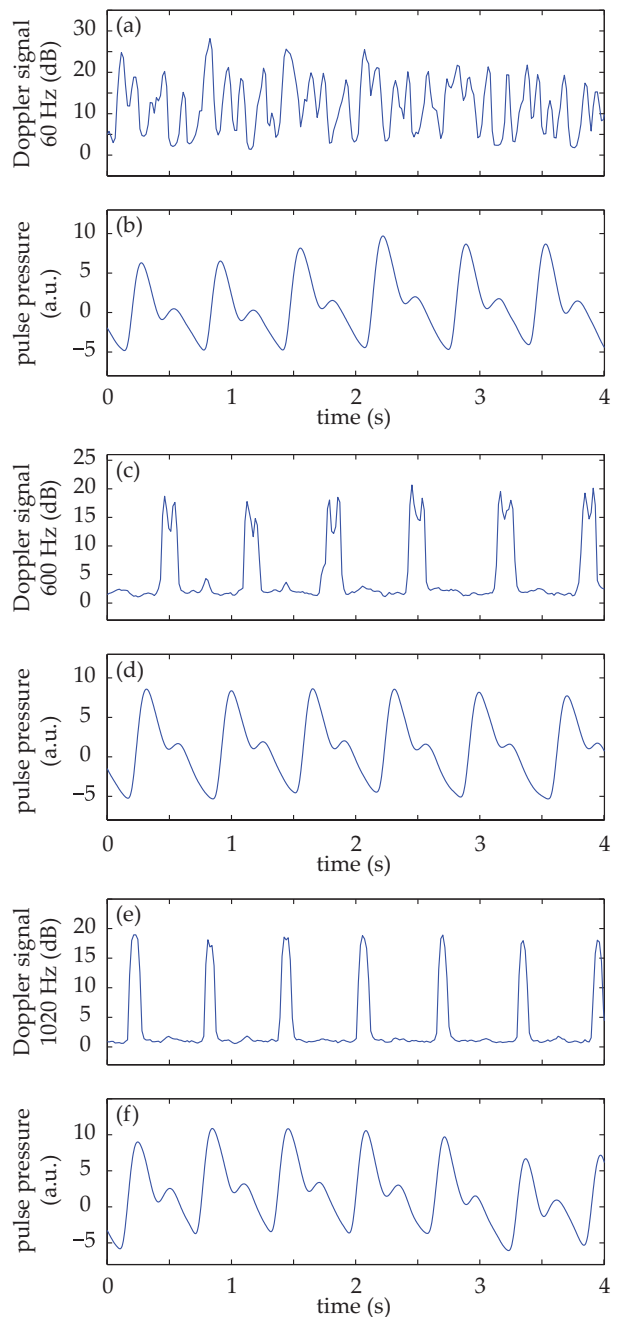 (a)
Doppler signal
60 Hz (dB)
30
20
10
0
(b)
pulse pressure
(a.u.)
10
5
0
−5
0 1 2 3 4
time (s)
(c)
Doppler signal
600 Hz (dB)
25
20
15
10
5
0
(d)
pulse pressure
(a.u.)
10
5
0
−5
0 1 2 3 4
time (s)
(e)
Doppler signal
1020 Hz (dB)
20
15
10
5
0
(f)
pulse pressure
(a.u.)
10
5
0
−5
0 1 2 3 4
time (s)